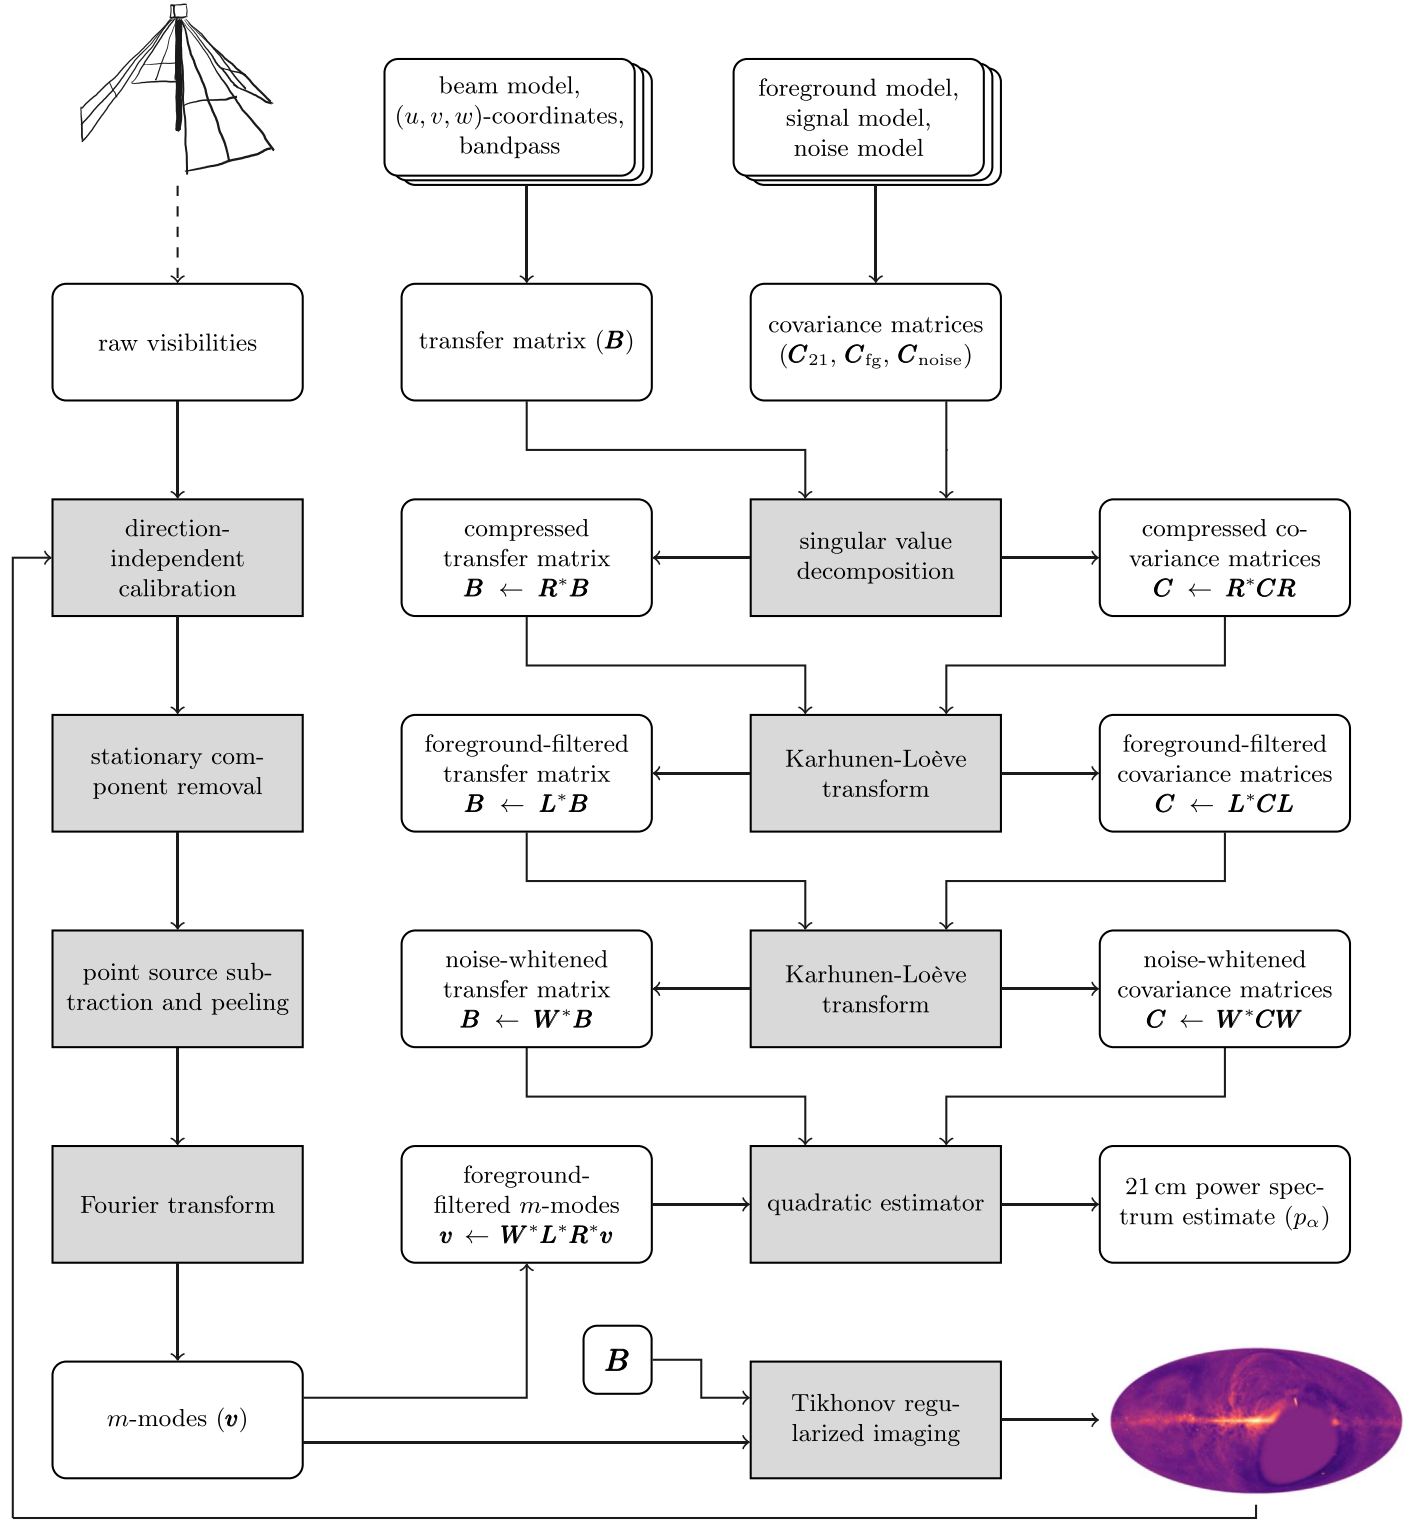 beam model,
(u, v, w)-coordinates,
bandpass
foreground model,
signal model,
noise model
raw visibilities
transfer matrix (B)
covariance matrices
(C₂₁, C_fg, C_noise)
direction-
independent
calibration
compressed
transfer matrix
B ← R*B
singular value
decomposition
compressed co-
variance matrices
C ← R*CR
stationary com-
ponent removal
foreground-filtered
transfer matrix
B ← L*B
Karhunen-Loève
transform
foreground-filtered
covariance matrices
C ← L*CL
point source sub-
traction and peeling
noise-whitened
transfer matrix
B ← W*B
Karhunen-Loève
transform
noise-whitened
covariance matrices
C ← W*CW
Fourier transform
foreground-
filtered m-modes
v ← W*L*R*v
quadratic estimator
21 cm power spec-
trum estimate (p_α)
m-modes (v)
B
Tikhonov regu-
larized imaging